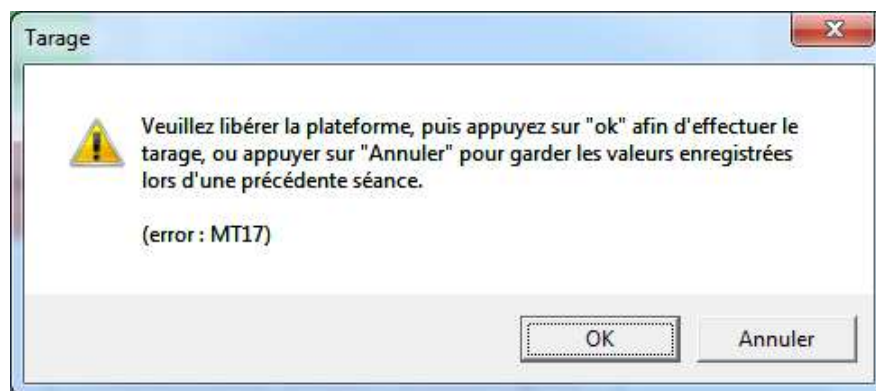 Tarage
Veuillez libérer la plateforme, puis appuyez sur "ok" afin d'effectuer le
tarage, ou appuyer sur "Annuler" pour garder les valeurs enregistrées
lors d'une précédente séance.
(error : MT17)
OK
Annuler